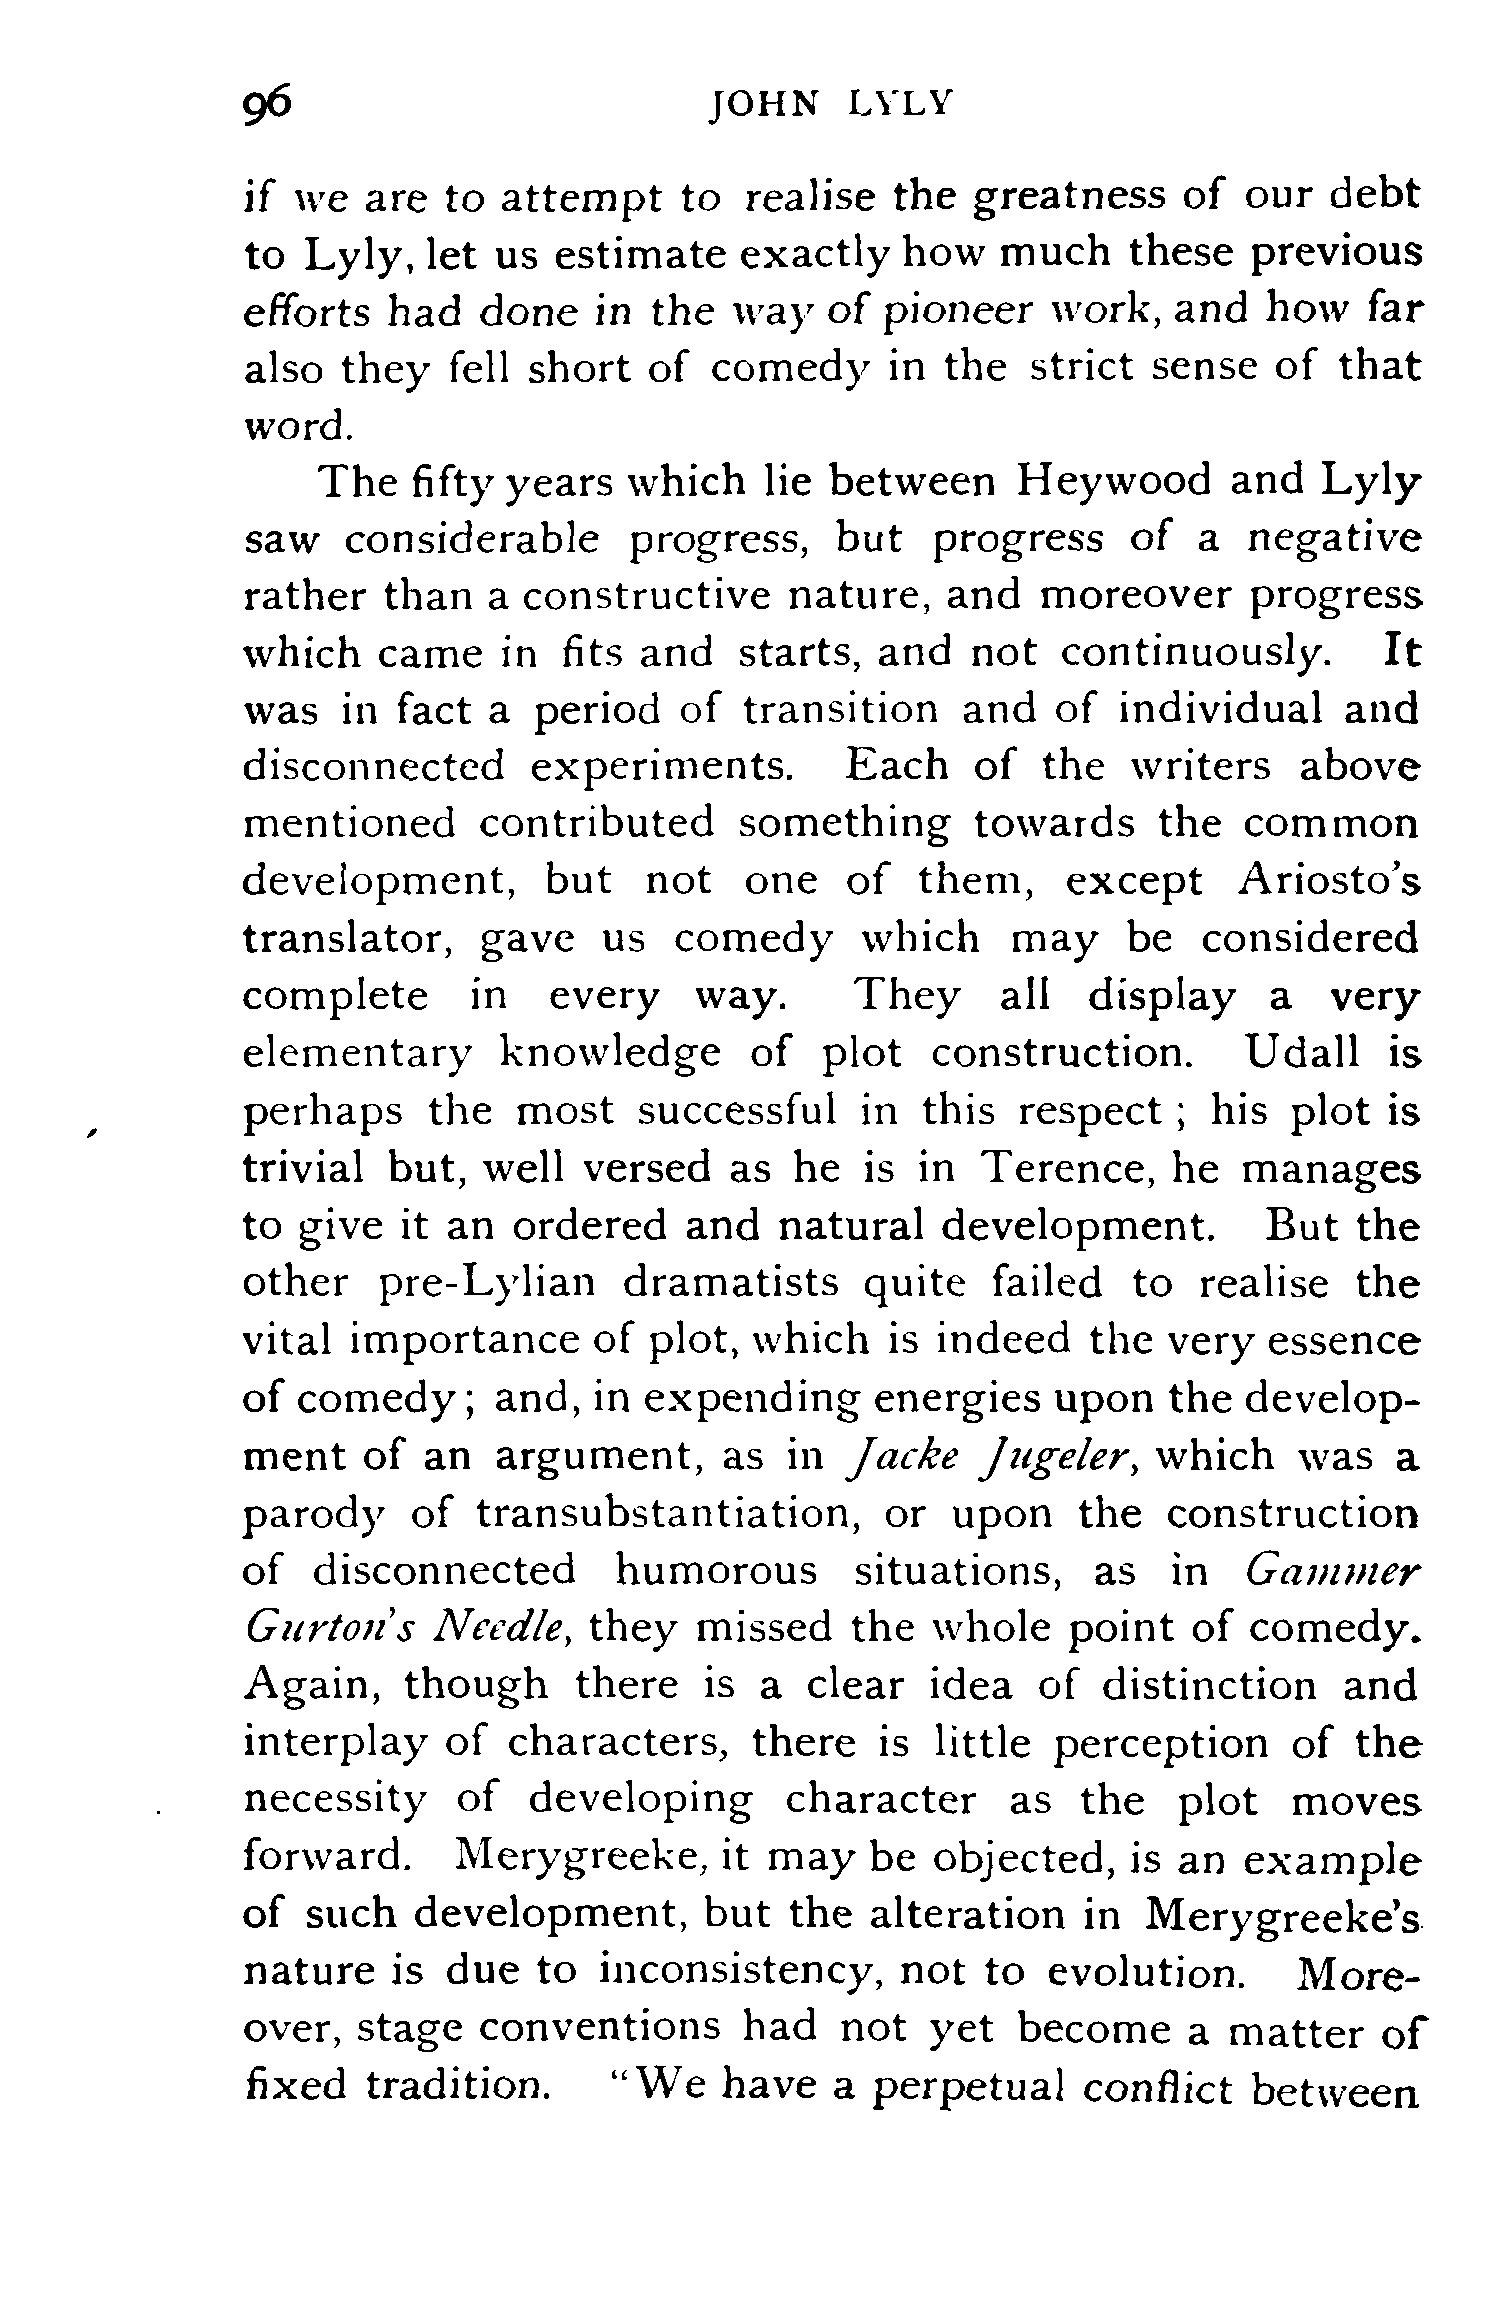 96 JOHN LYLY
if we are to attempt to realise the greatness of our debt
to Lyly, let us estimate exactly how much these previous
efforts had done in the way of pioneer work, and how far
also they fell short of comedy in the strict sense of that
word.
The fifty years which lie between Heywood and Lyly
saw considerable progress, but progress of a negative
rather than a constructive nature, and moreover progress
which came in fits and starts, and not continuously. It
was in fact a period of transition and of individual and
disconnected experiments. Each of the writers above
mentioned contributed something towards the common
development, but not one of them, except Ariosto's
translator, gave us comedy which may be considered
complete in every way. They all display a very
elementary knowledge of plot construction. Udall is
perhaps the most successful in this respect ; his plot is
trivial but, well versed as he is in Terence, he manages
to give it an ordered and natural development. But the
other pre-Lylian dramatists quite failed to realise the
vital importance of plot, which is indeed the very essence
of comedy ; and, in expending energies upon the develop-
ment of an argument, as in Jacke Jugeler, which was a
parody of transubstantiation, or upon the construction
of disconnected humorous situations, as in Gammer
Gurton's Needle, they missed the whole point of comedy.
Again, though there is a clear idea of distinction and
interplay of characters, there is little perception of the
necessity of developing character as the plot moves
forward. Merygreeke, it may be objected, is an example
of such development, but the alteration in Merygreeke's
nature is due to inconsistency, not to evolution. More-
over, stage conventions had not yet become a matter of
fixed tradition. "We have a perpetual conflict between